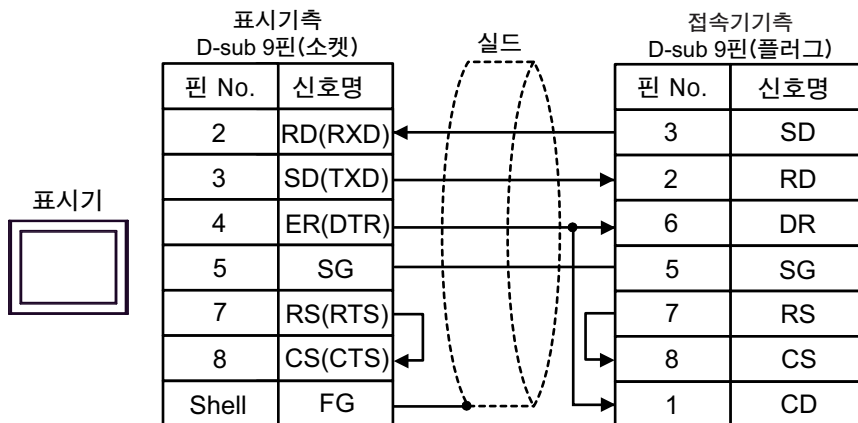 표시기측
D-sub 9핀(소켓)
실드
접속기기측
D-sub 9핀(플러그)
핀 No. 신호명
핀 No. 신호명
2 RD(RXD) 3 SD
3 SD(TXD) 2 RD
표시기
4 ER(DTR) 6 DR
5 SG 5 SG
7 RS(RTS) 7 RS
8 CS(CTS) 8 CS
Shell FG 1 CD